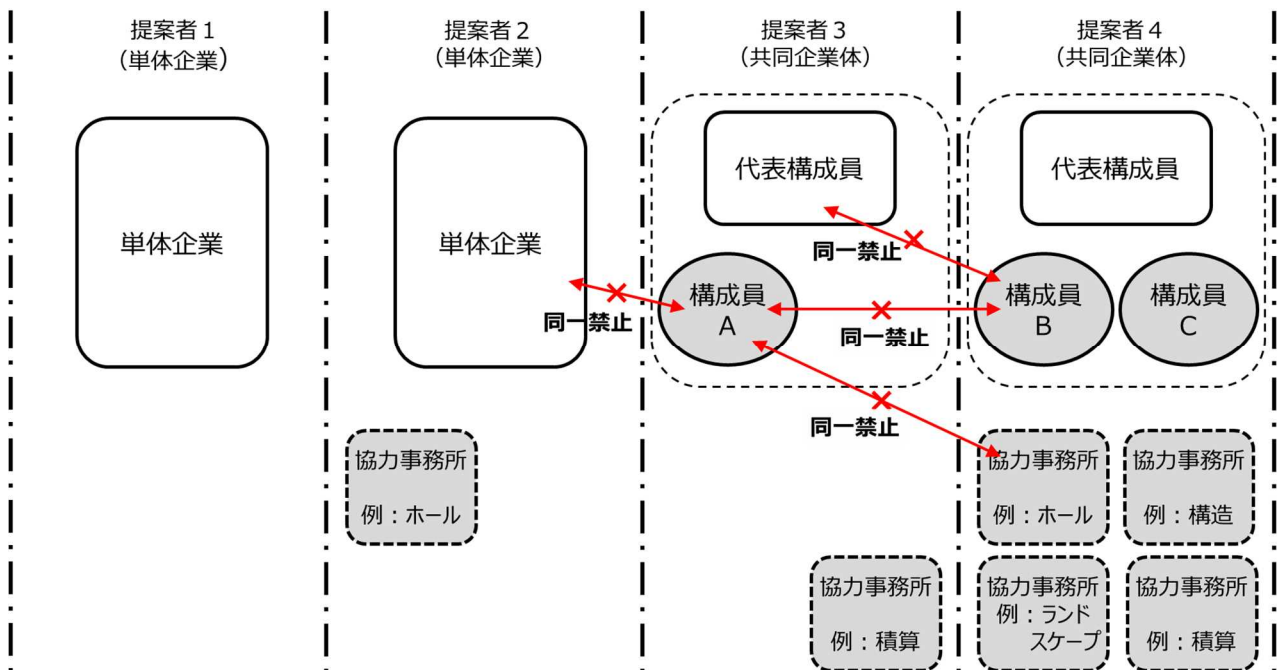 提案者１
（単体企業）
提案者２
（単体企業）
提案者３
（共同企業体）
提案者４
（共同企業体）
単体企業
単体企業
代表構成員
代表構成員
同一禁止
同一禁止
構成員
A
同一禁止
構成員
B
構成員
C
同一禁止
協力事務所
例：ホール
協力事務所
例：ホール
協力事務所
例：構造
協力事務所
例：積算
協力事務所
例：ランド
スケープ
協力事務所
例：積算